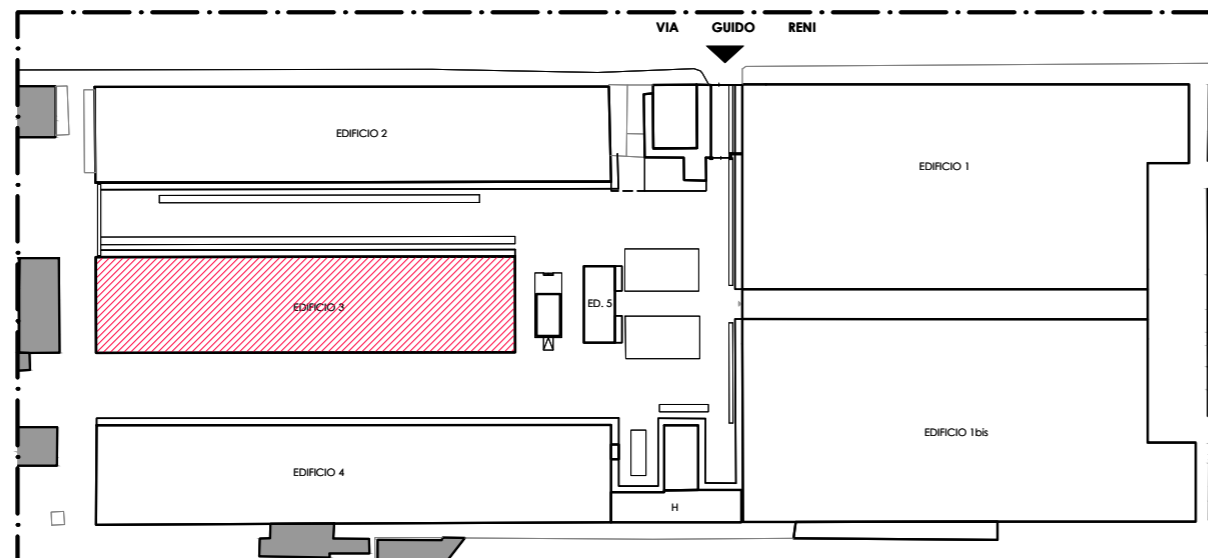 VIA GUIDO RENI
EDIFICIO 2
EDIFICIO 1
EDIFICIO 3
ED. 5
EDIFICIO 1bis
EDIFICIO 4
H